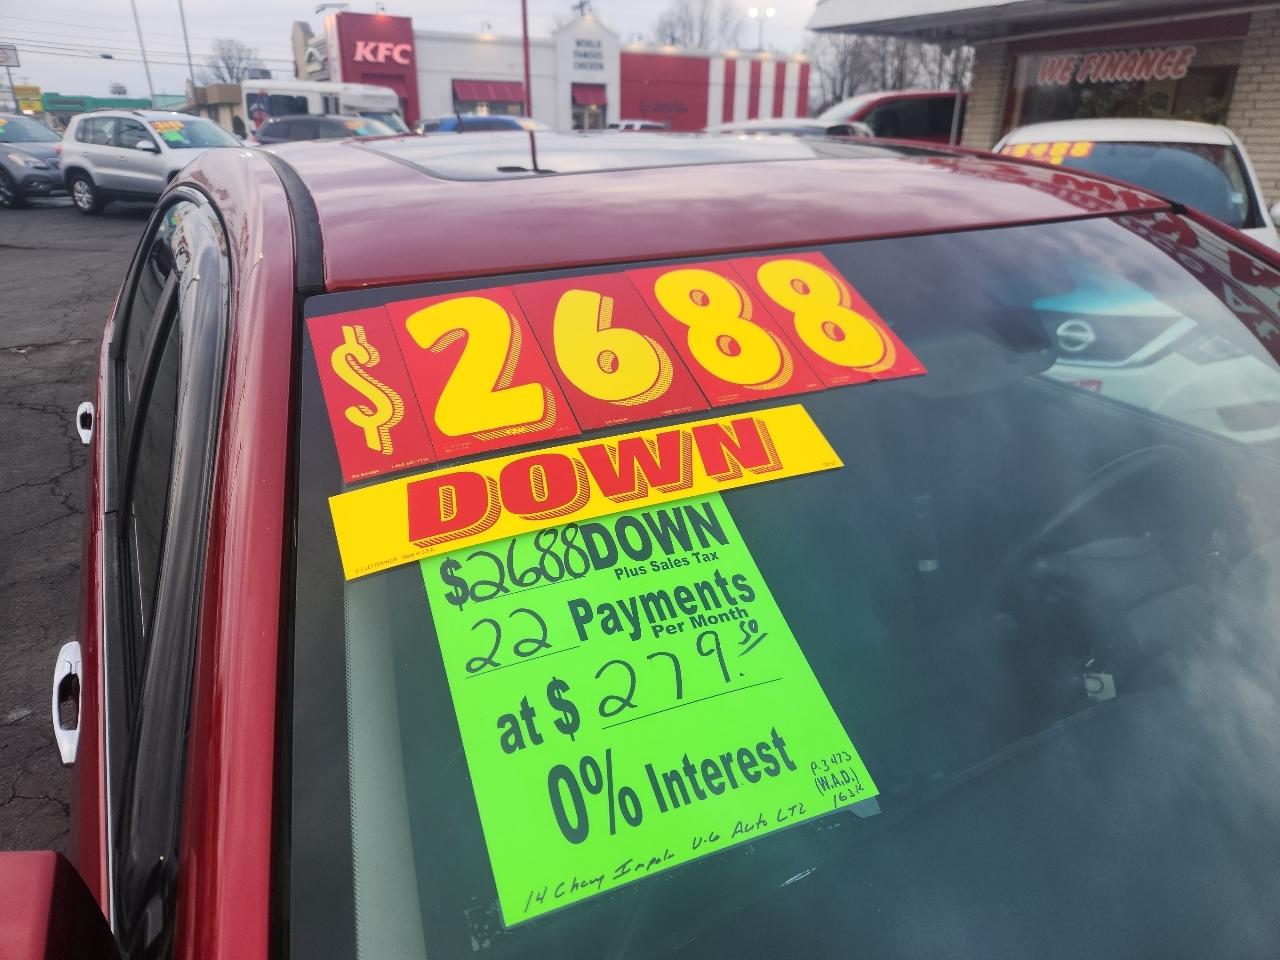 KFC
WORLD
FAMOUS
CHICKEN
WE FINANCE
$2688
DOWN
$2688 DOWN
Plus Sales Tax
22 Payments
Per Month
at $ 279.50
0% Interest
P-3473
(W.A.D.)
163K
14 Chevy Impala V-6 Auto LTZ